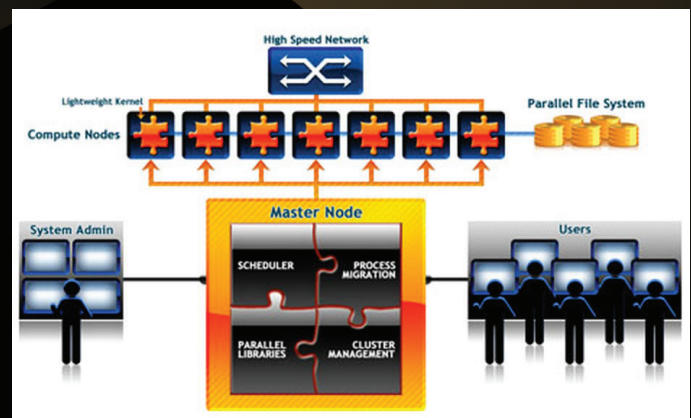 High Speed Network
Lightweight Kernel
Compute Nodes
Parallel File System
Master Node
System Admin
Users
SCHEDULER
PROCESS
MIGRATION
PARALLEL
LIBRARIES
CLUSTER
MANAGEMENT